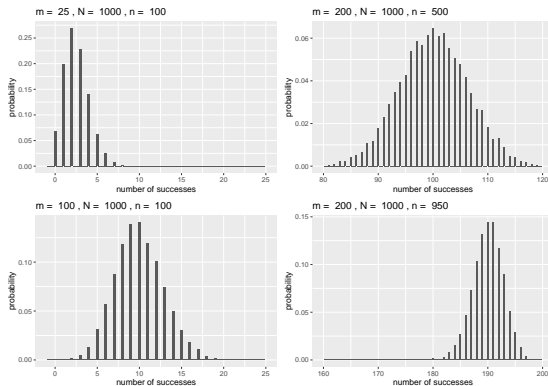 m = 25 , N = 1000 , n = 100
probability
0.25
0.20
0.15
0.10
0.05
0.00
0 5 10 15 20 25
number of successes
m = 200 , N = 1000 , n = 500
probability
0.06
0.04
0.02
0.00
80 90 100 110 120
number of successes
m = 100 , N = 1000 , n = 100
probability
0.10
0.05
0.00
0 5 10 15 20 25
number of successes
m = 200 , N = 1000 , n = 950
probability
0.15
0.10
0.05
0.00
160 170 180 190 200
number of successes